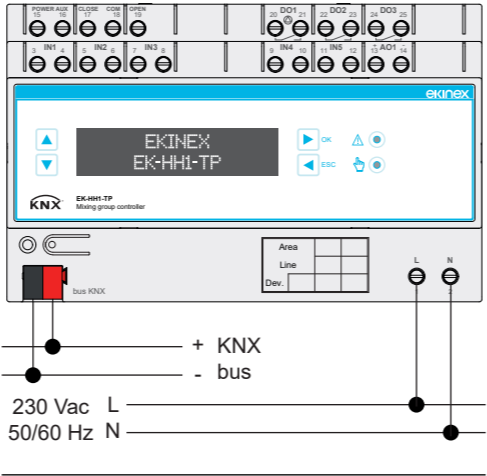 POWER AUX CLOSE COM OPEN DO1 DO2 DO3
15 16 17 18 19 20 21 22 23 24 25
IN1 IN2 IN3 IN4 IN5 + AO1 -
3 4 5 6 7 8 9 10 11 12 13 14
ekinex
EKINEX OK
EK-HH1-TP ESC
KNX EK-HH1-TP
Mixing group controller
Area
Line
Dev.
L N
1 2
bus KNX
+ KNX
- bus
230 Vac L
50/60 Hz N